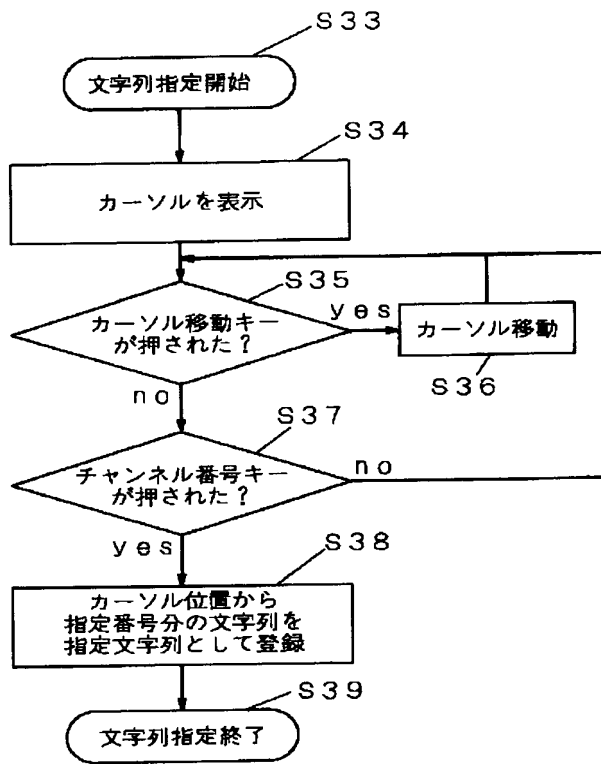 S33
文字列指定開始
S34
カーソルを表示
S35
カーソル移動キー
が押された？
yes
カーソル移動
S36
no
S37
チャンネル番号キー
が押された？
no
yes
S38
カーソル位置から
指定番号分の文字列を
指定文字列として登録
S39
文字列指定終了